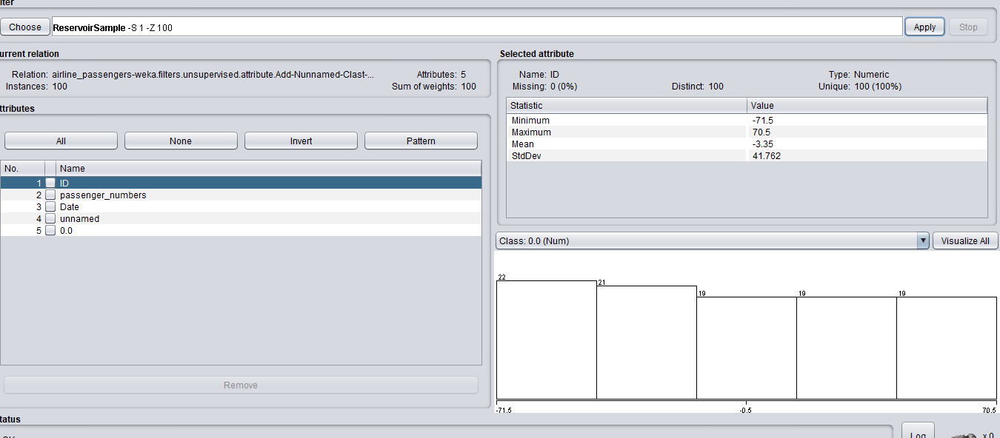 lter
Choose ReservoirSample -S 1 -Z 100 Apply Stop
urrent relation
Relation: airline_passengers-weka.filters.unsupervised.attribute.Add-Nunnamed-Clast-... Attributes: 5
Instances: 100 Sum of weights: 100
ttributes
All None Invert Pattern
No. Name
1 ID
2 passenger_numbers
3 Date
4 unnamed
5 0.0
Remove
Selected attribute
Name: ID Type: Numeric
Missing: 0 (0%) Distinct: 100 Unique: 100 (100%)
Statistic Value
Minimum -71.5
Maximum 70.5
Mean -3.35
StdDev 41.762
Class: 0.0 (Num) Visualize All
22 21 19 19 19
-71.5 -0.5 70.5
tatus
Log x 0